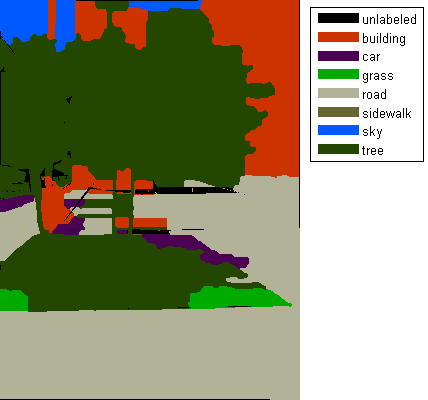 unlabeled
building
car
grass
road
sidewalk
sky
tree